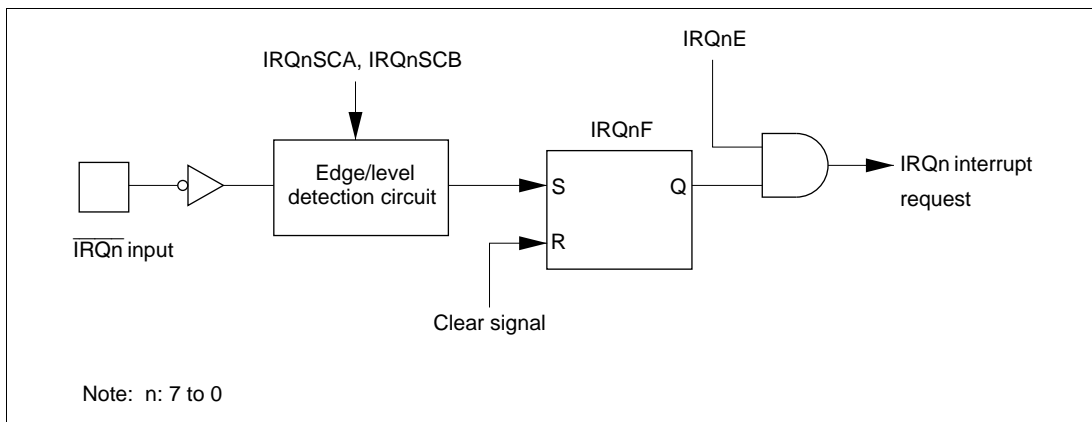 IRQnE
IRQnSCA, IRQnSCB
IRQnF
Edge/level
detection circuit
S
Q
IRQn interrupt
request
R
IRQn input
Clear signal
Note: n: 7 to 0